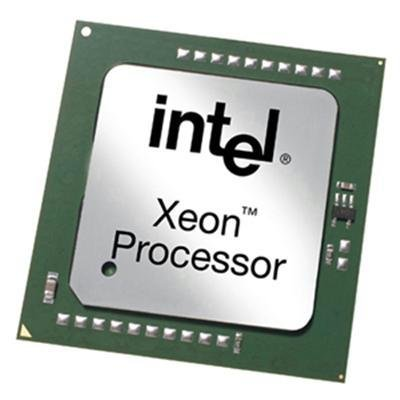 intel®
Xeon™
Processor